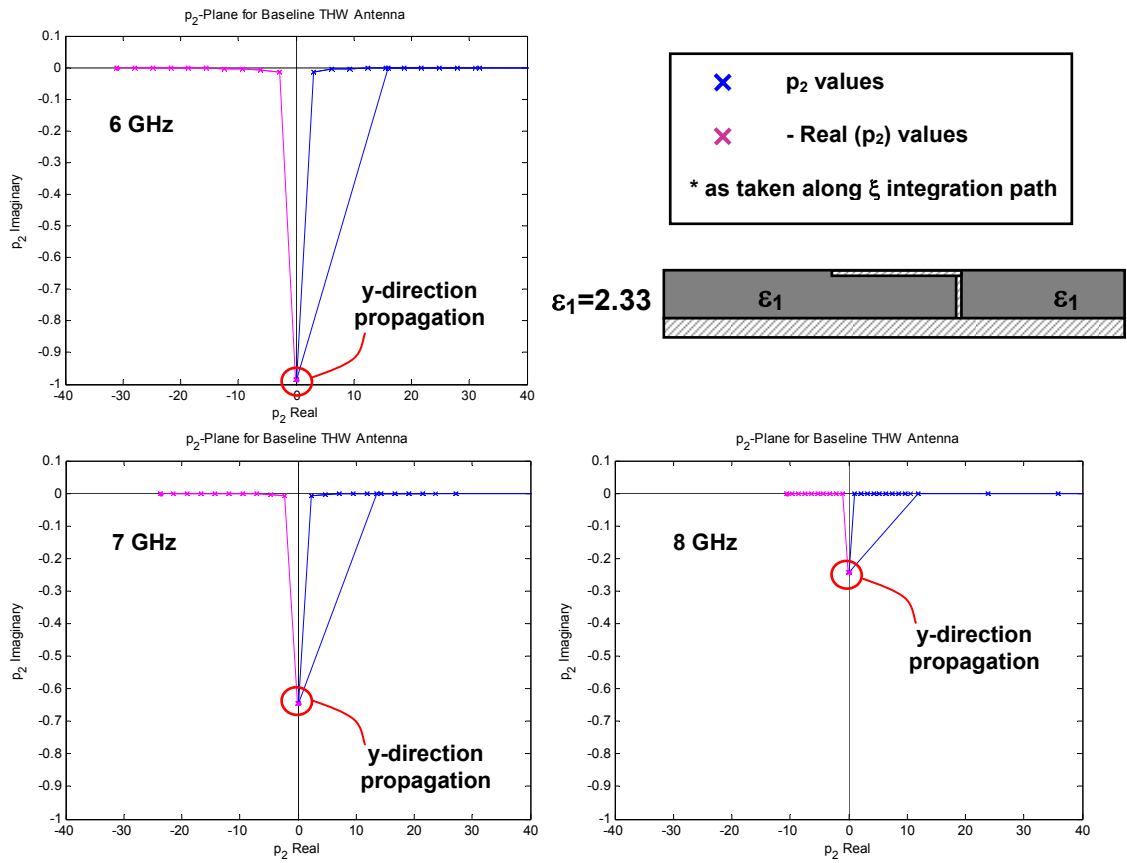 p2-Plane for Baseline THW Antenna
0.1
0
-0.1
-0.2
-0.3
-0.4
-0.5
-0.6
-0.7
-0.8
-0.9
-1
-40 -30 -20 -10 0 10 20 30 40
p2 Imaginary
p2 Real
6 GHz
y-direction
propagation
p2 values
- Real (p2) values
* as taken along ξ integration path
ε1=2.33
ε1
ε1
p2-Plane for Baseline THW Antenna
0.1
0
-0.1
-0.2
-0.3
-0.4
-0.5
-0.6
-0.7
-0.8
-0.9
-1
-40 -30 -20 -10 0 10 20 30 40
p2 Imaginary
p2 Real
7 GHz
y-direction
propagation
p2-Plane for Baseline THW Antenna
0.1
0
-0.1
-0.2
-0.3
-0.4
-0.5
-0.6
-0.7
-0.8
-0.9
-1
-40 -30 -20 -10 0 10 20 30 40
p2 Imaginary
p2 Real
8 GHz
y-direction
propagation